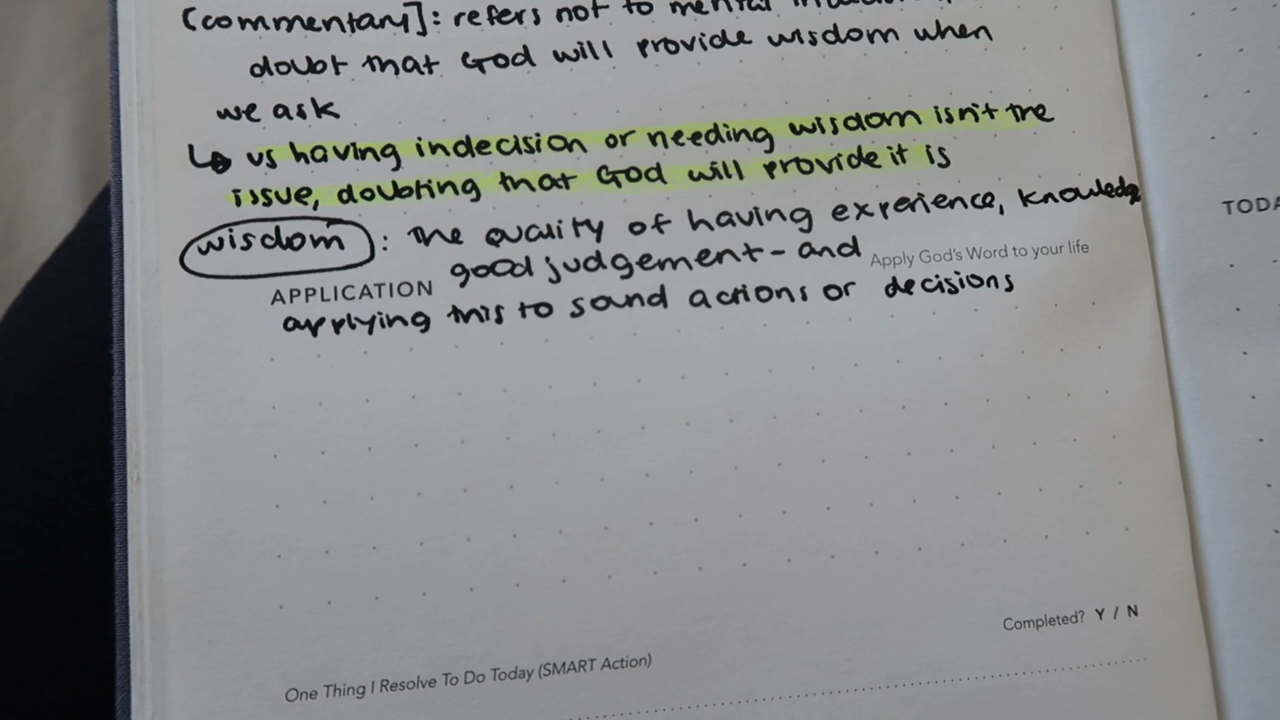 [commentary]: refers not to mental
doubt that God will provide wisdom when
we ask
↳ us having indecision or needing wisdom isn't the
issue, doubting that God will provide it is
wisdom: the quality of having experience, knowledge
good judgement - and
Apply God's Word to your life
APPLICATION
applying this to sound actions or decisions
TODA
Completed? Y / N
One Thing I Resolve To Do Today (SMART Action)